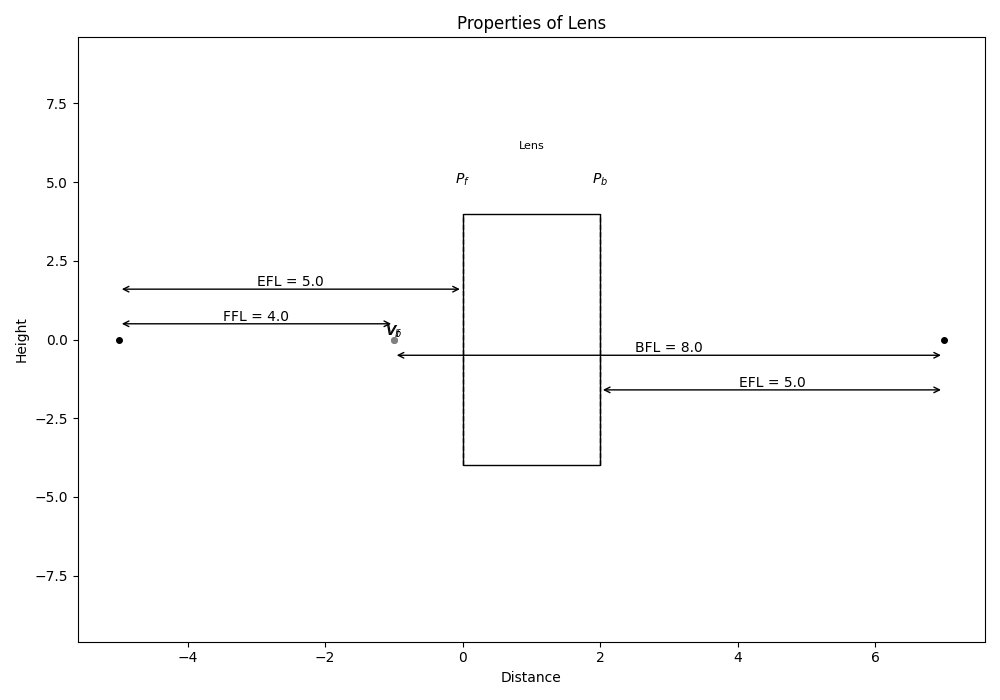 Properties of Lens
Lens
P_f
P_b
EFL = 5.0
FFL = 4.0
BFL = 8.0
EFL = 5.0
Height
7.5
5.0
2.5
0.0
−2.5
−5.0
−7.5
−4
−2
0
2
4
6
Distance